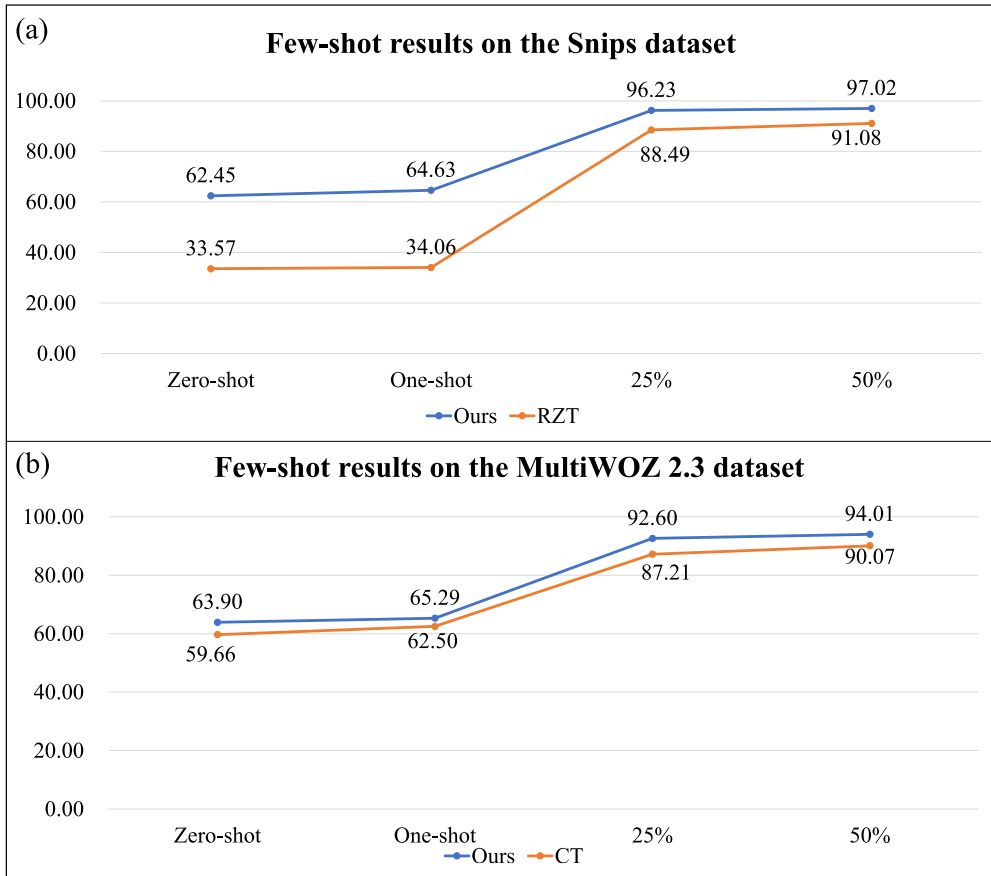 (a)
Few-shot results on the Snips dataset
100.00
80.00
60.00
40.00
20.00
0.00
62.45
64.63
96.23
97.02
33.57
34.06
88.49
91.08
Zero-shot
One-shot
25%
50%
Ours
RZT
(b)
Few-shot results on the MultiWOZ 2.3 dataset
100.00
80.00
60.00
40.00
20.00
0.00
63.90
65.29
92.60
94.01
59.66
62.50
87.21
90.07
Zero-shot
One-shot
25%
50%
Ours
CT